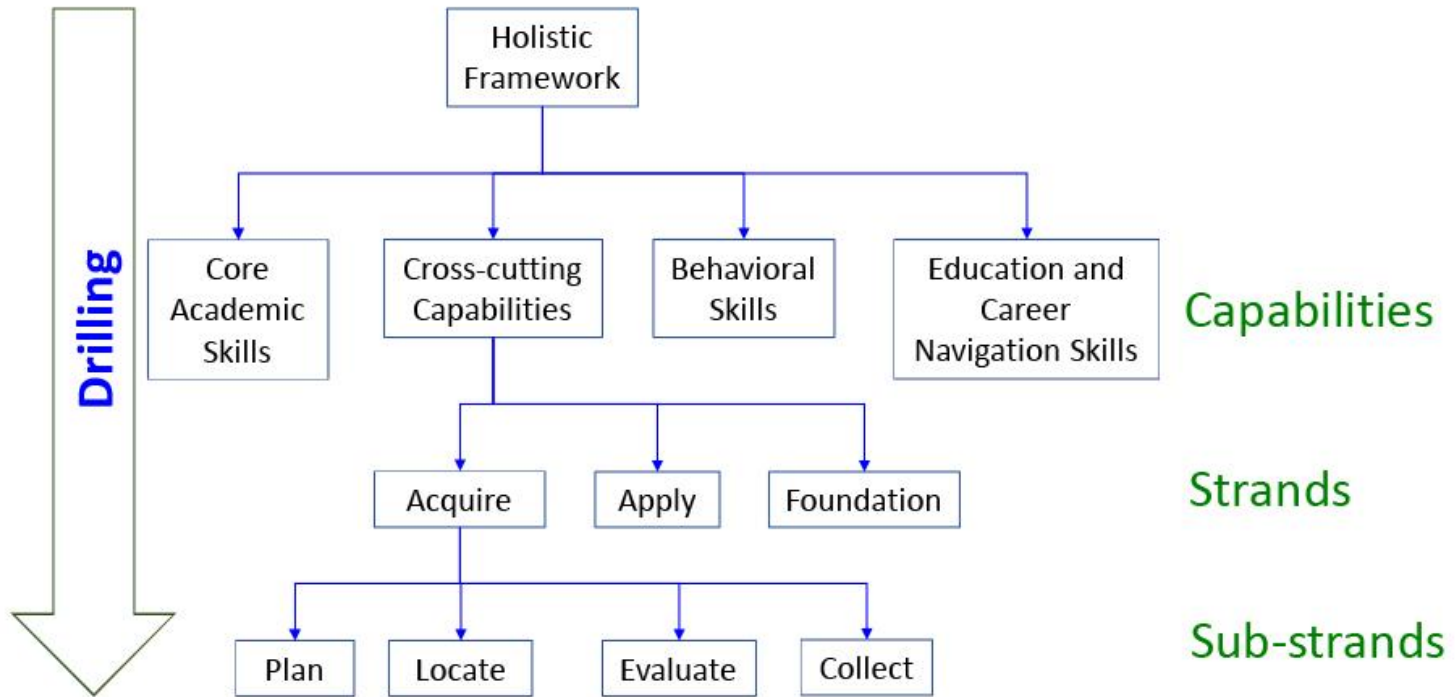 Holistic
Framework
Drilling
Core
Academic
Skills
Cross-cutting
Capabilities
Behavioral
Skills
Education and
Career
Navigation Skills
Capabilities
Acquire
Apply
Foundation
Strands
Plan
Locate
Evaluate
Collect
Sub-strands